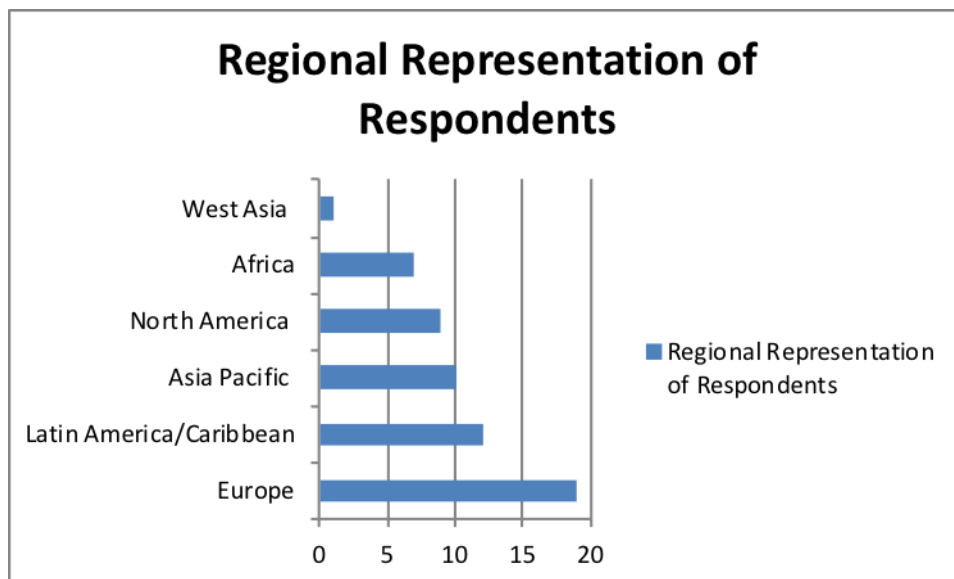 Regional Representation of
Respondents
West Asia
Africa
North America
Asia Pacific
Latin America/Caribbean
Europe
0 5 10 15 20
Regional Representation
of Respondents